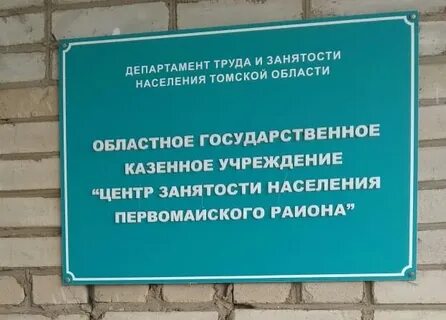 ДЕПАРТАМЕНТ ТРУДА И ЗАНЯТОСТИ
НАСЕЛЕНИЯ ТОМСКОЙ ОБЛАСТИ
ОБЛАСТНОЕ ГОСУДАРСТВЕННОЕ
КАЗЕННОЕ УЧРЕЖДЕНИЕ
"ЦЕНТР ЗАНЯТОСТИ НАСЕЛЕНИЯ
ПЕРВОМАЙСКОГО РАЙОНА"